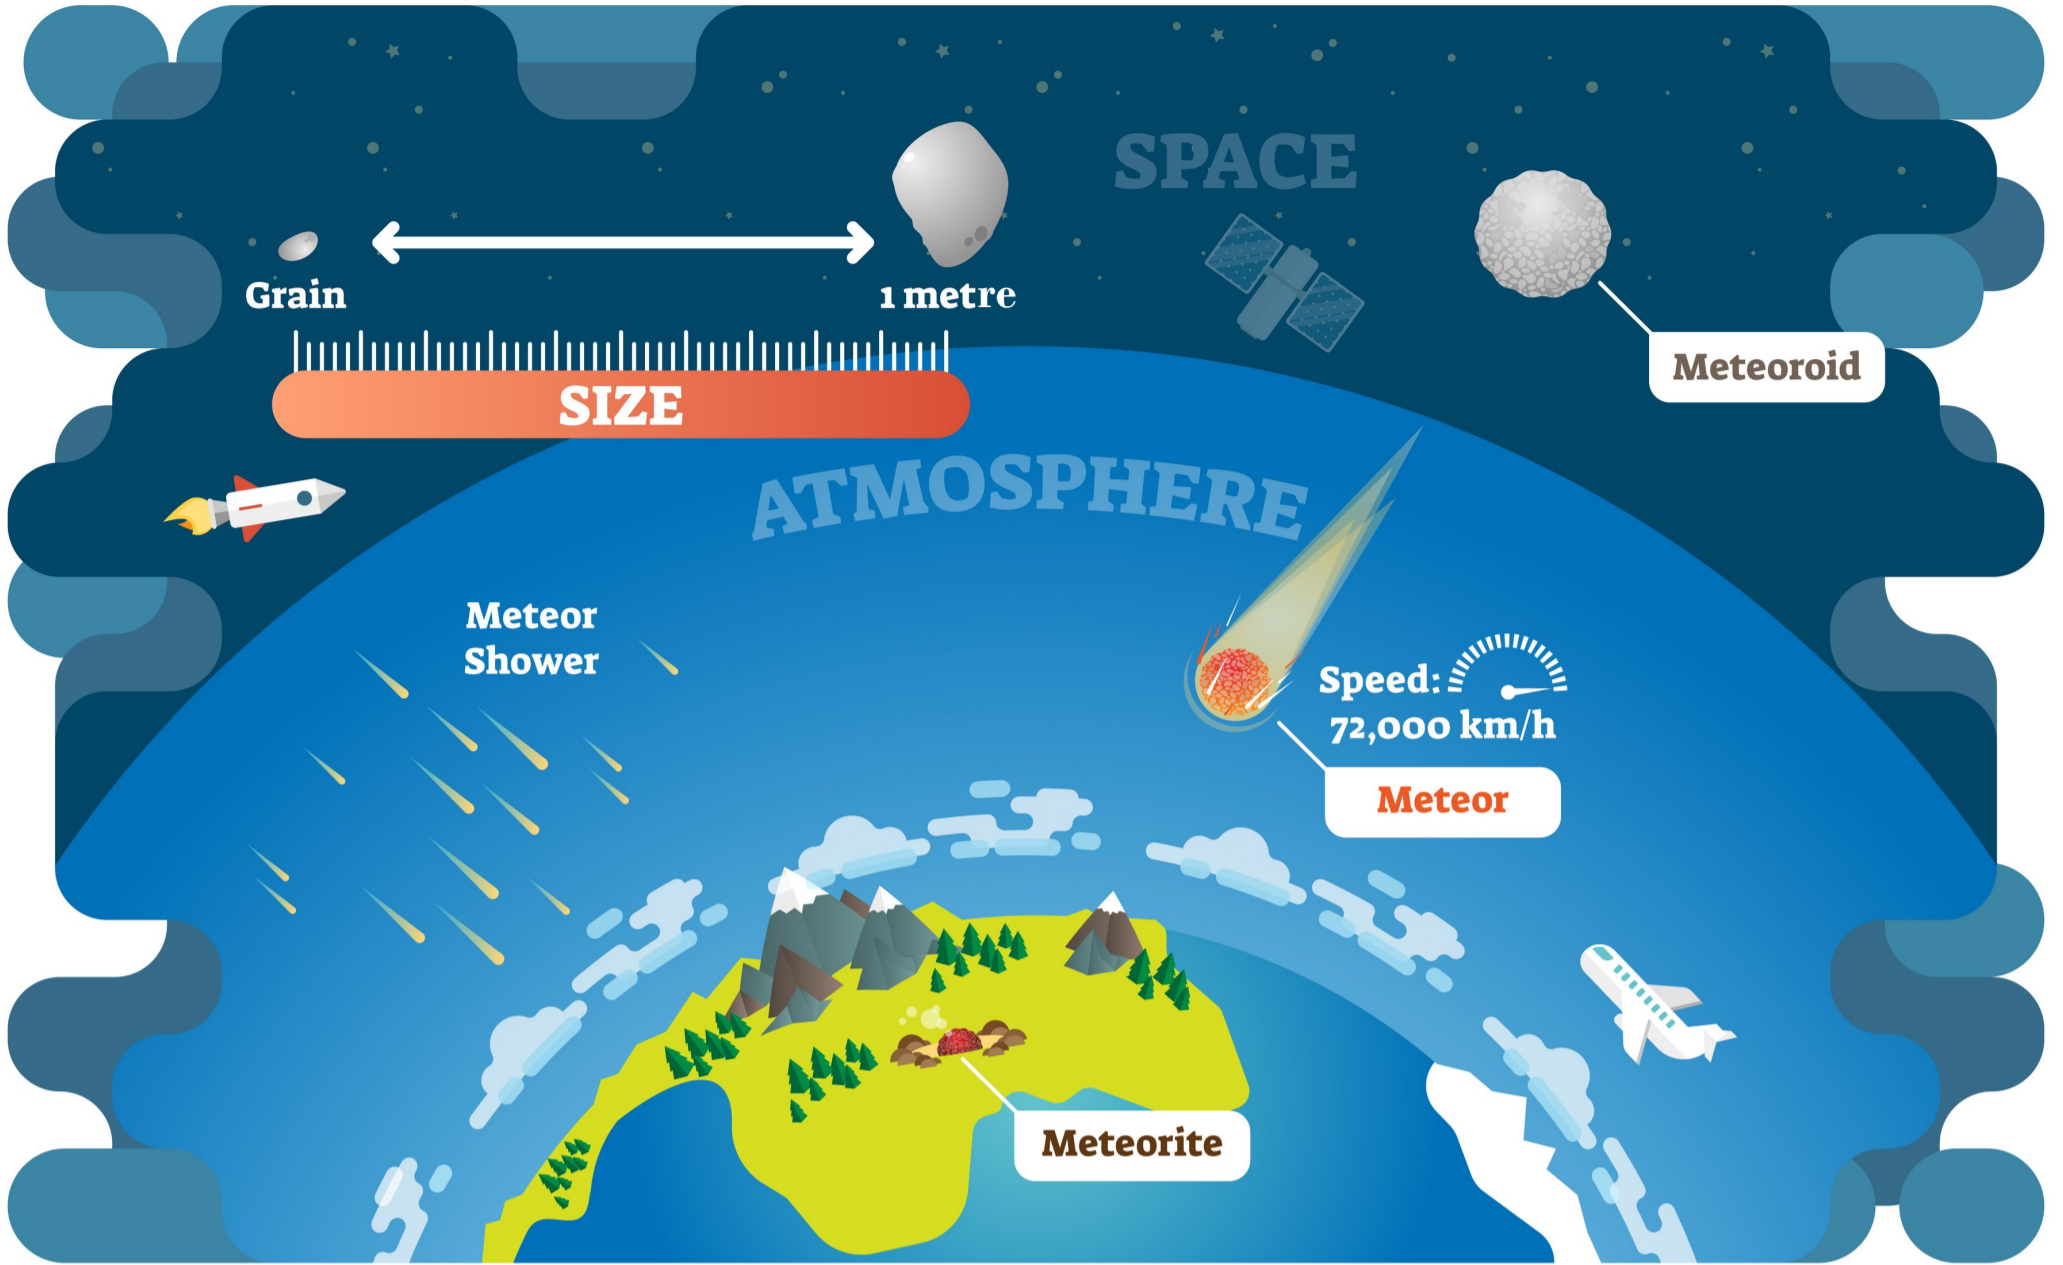 SPACE
Grain
1 metre
SIZE
Meteoroid
ATMOSPHERE
Meteor
Shower
Speed:
72,000 km/h
Meteor
Meteorite